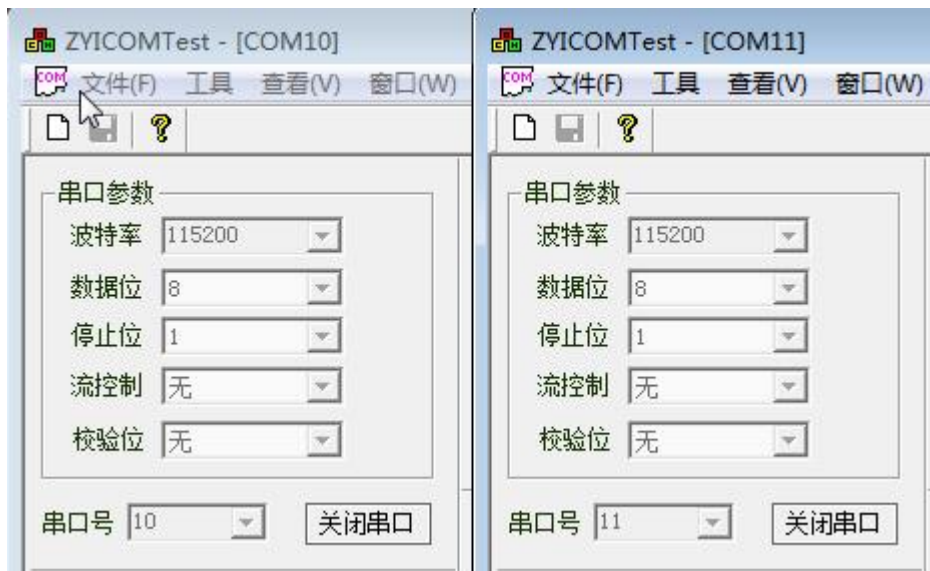 ZYICOMTest - [COM10]
COM 文件(F) 工具 查看(V) 窗口(W)
?
串口参数
波特率 115200
数据位 8
停止位 1
流控制 无
校验位 无
串口号 10 关闭串口
ZYICOMTest - [COM11]
COM 文件(F) 工具 查看(V) 窗口(W)
?
串口参数
波特率 115200
数据位 8
停止位 1
流控制 无
校验位 无
串口号 11 关闭串口